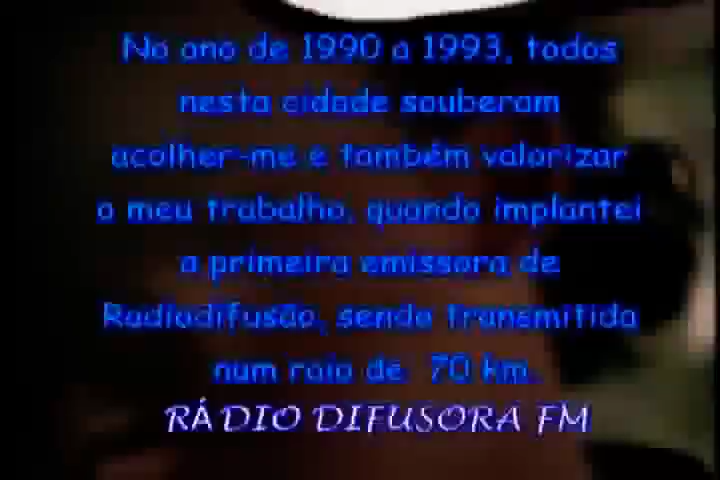 No ano de 1990 a 1993, todos
nesta cidade souberam
acolher-me e também valorizar
o meu trabalho, quando implantei
a primeira emissora de
Radiodifusão, sendo transmitida
num raio de 70 km.
RÁDIO DIFUSORA FM